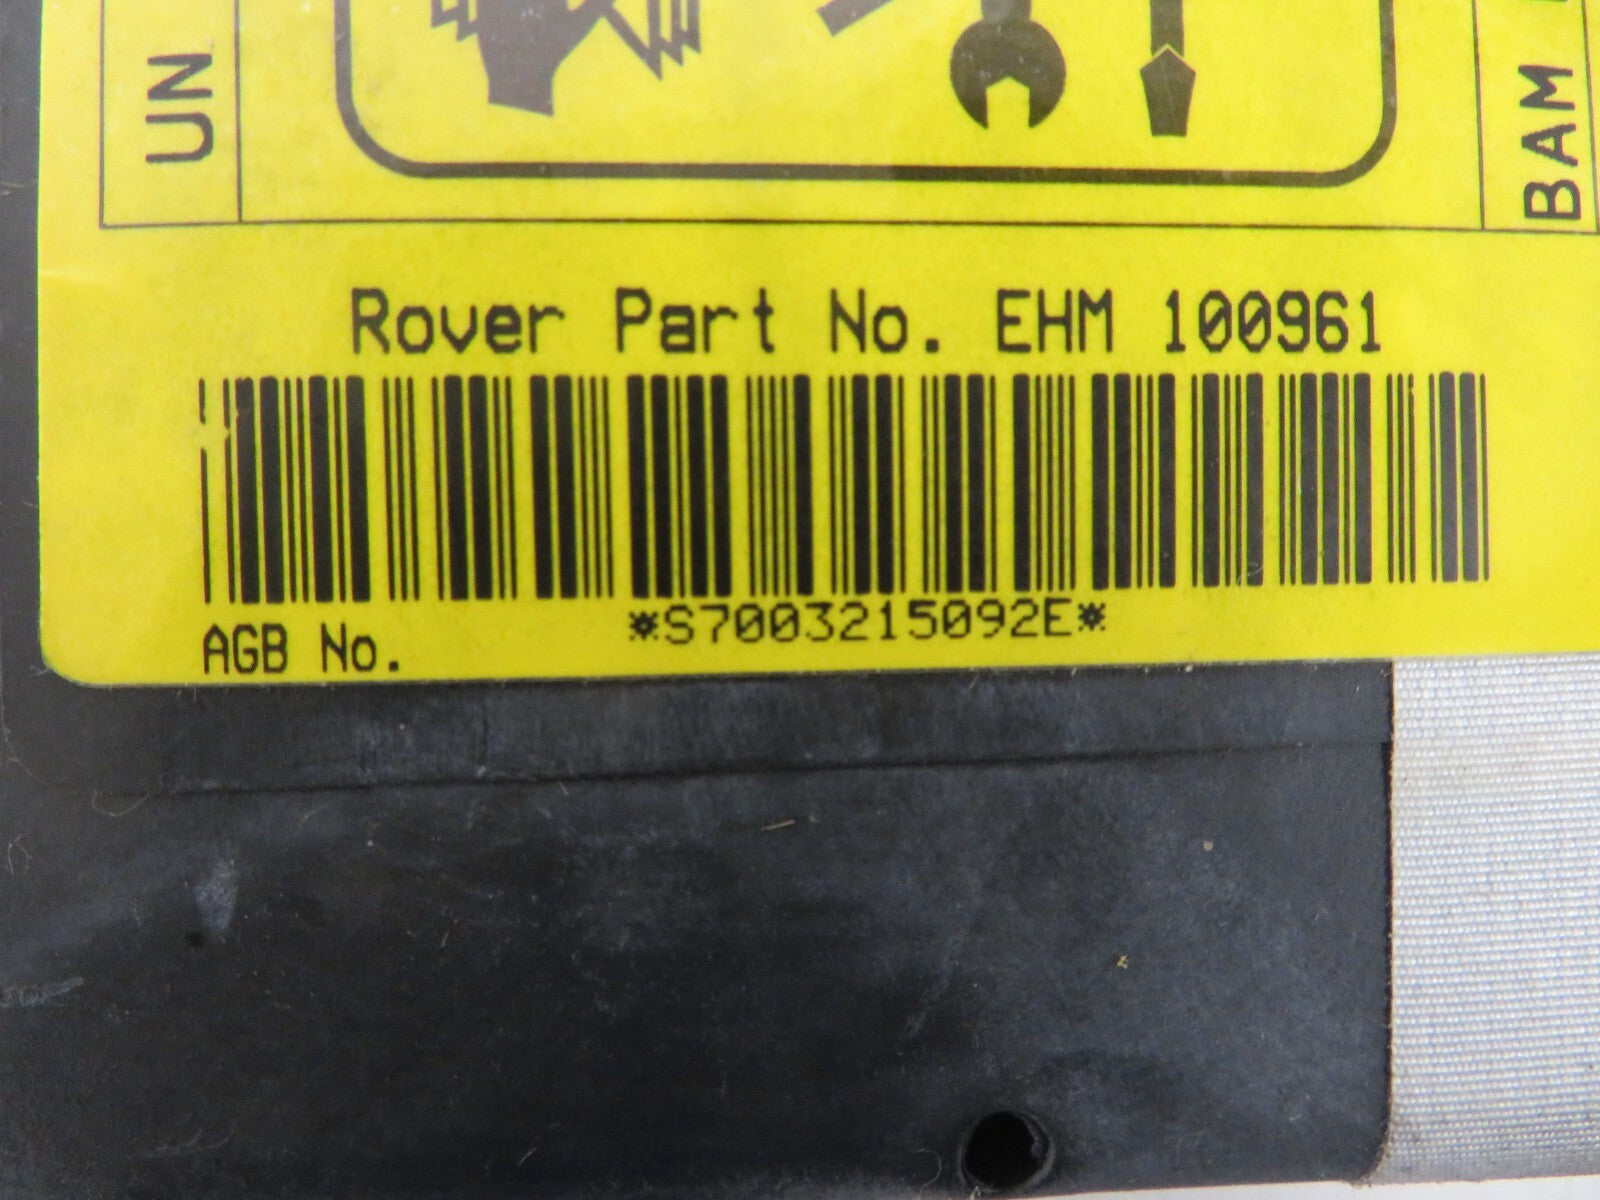 UN
BAM
Rover Part No. EHM 100961
*S7003215092E*
AGB No.